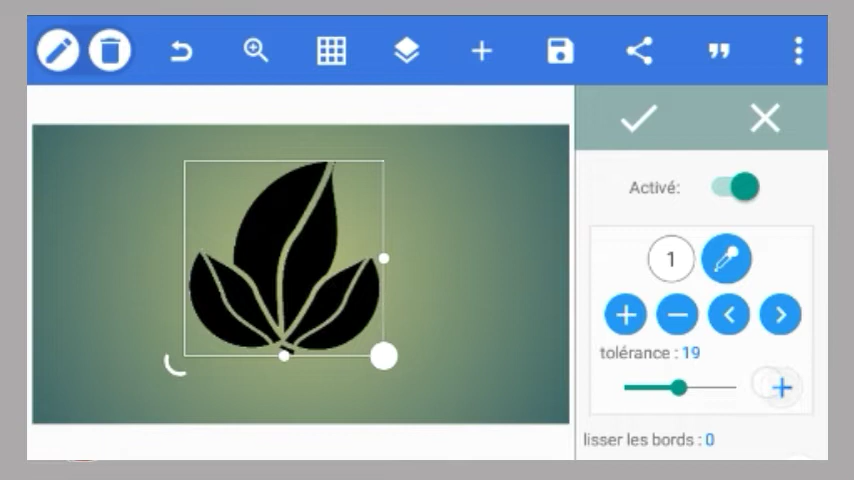 Activé:
1
tolérance : 19
lisser les bords : 0